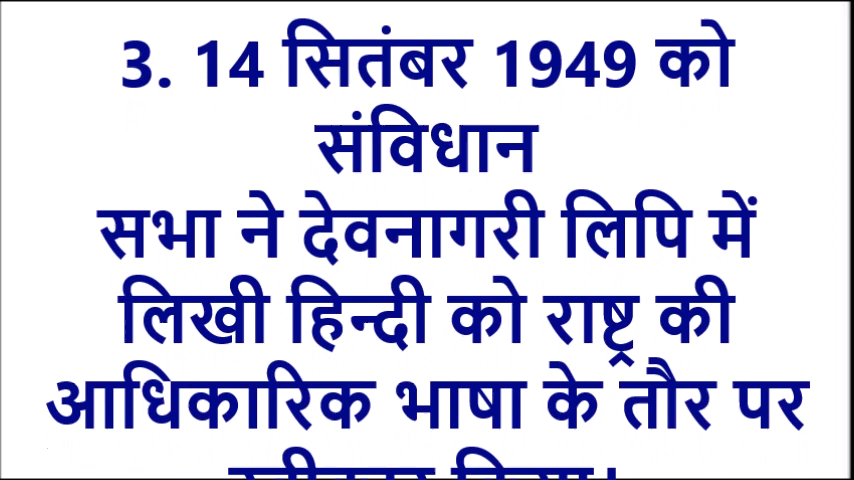 3. 14 सितंबर 1949 को
संविधान
सभा ने देवनागरी लिपि में
लिखी हिन्दी को राष्ट्र की
आधिकारिक भाषा के तौर पर